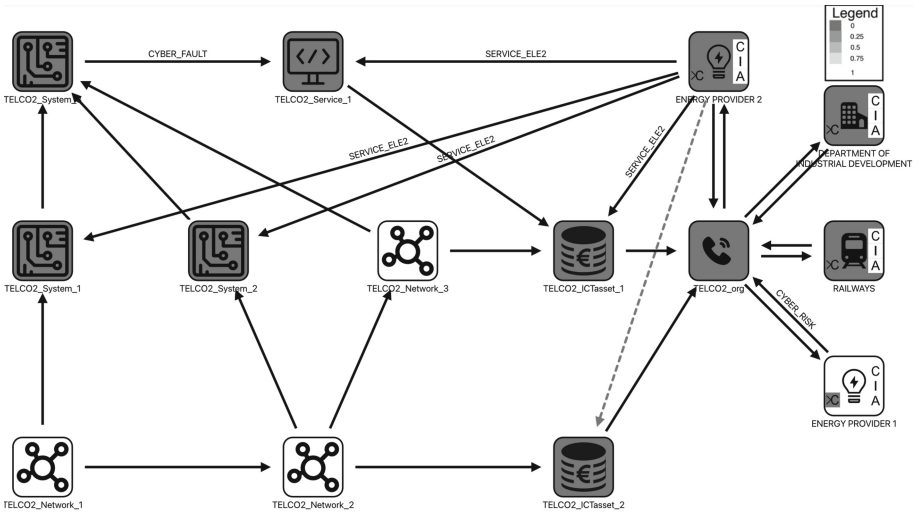 Legend
0
0.25
0.5
0.75
1
CYBER_FAULT
SERVICE_ELE2
C
I
A
TELCO2_System_
TELCO2_Service_1
ENERGY PROVIDER 2
C
I
A
DEPARTMENT OF
INDUSTRIAL DEVELOPMENT
SERVICE_ELE2
SERVICE_ELE2
SERVICE_ELE2
C
I
A
TELCO2_System_1
TELCO2_System_2
TELCO2_Network_3
TELCO2_ICTasset_1
TELCO2_org
RAILWAYS
CYBER_RISK
C
I
A
ENERGY PROVIDER 1
TELCO2_Network_1
TELCO2_Network_2
TELCO2_ICTasset_2